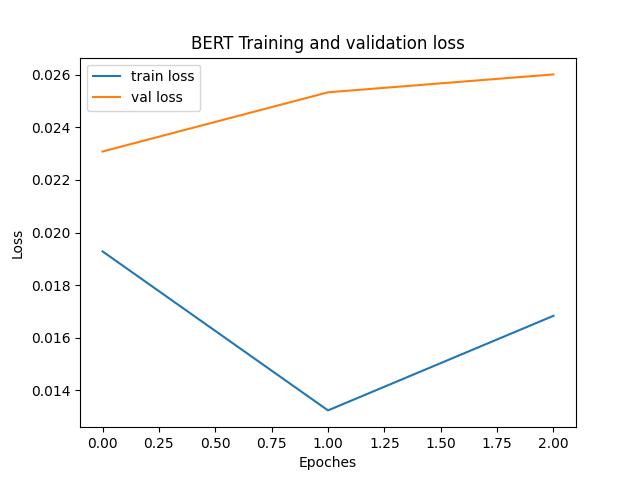 BERT Training and validation loss
train loss
val loss
0.026
0.024
0.022
0.020
0.018
0.016
0.014
Loss
0.00 0.25 0.50 0.75 1.00 1.25 1.50 1.75 2.00
Epoches